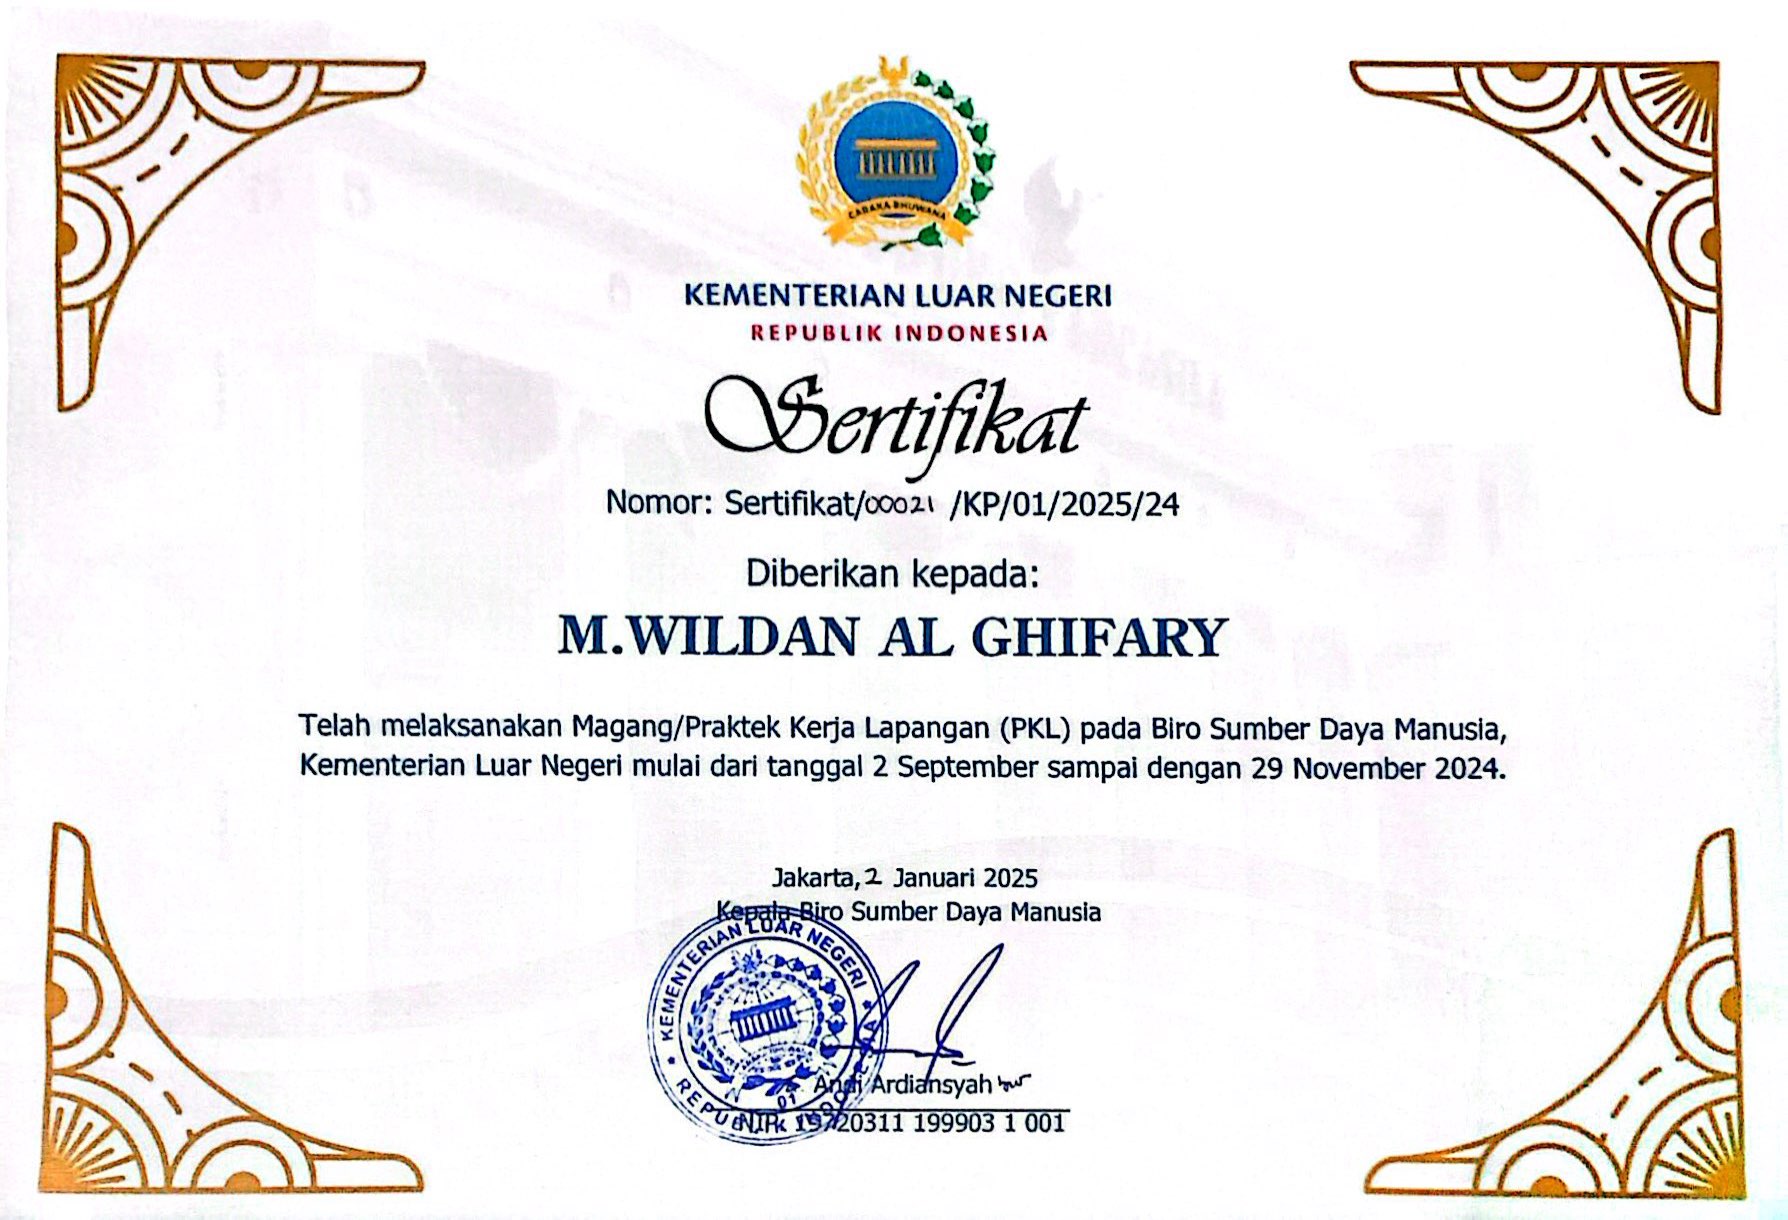 CARAKA BHUWANA
KEMENTERIAN LUAR NEGERI
REPUBLIK INDONESIA
Sertifikat
Nomor: Sertifikat/00021 /KP/01/2025/24
Diberikan kepada:
M.WILDAN AL GHIFARY
Telah melaksanakan Magang/Praktek Kerja Lapangan (PKL) pada Biro Sumber Daya Manusia,
Kementerian Luar Negeri mulai dari tanggal 2 September sampai dengan 29 November 2024.
Jakarta, 2 Januari 2025
Kepala Biro Sumber Daya Manusia
KEMENTERIAN LUAR NEGERI
REPUBLIK INDONESIA
01
Andi Ardiansyah
NIP. 19720311 199903 1 001